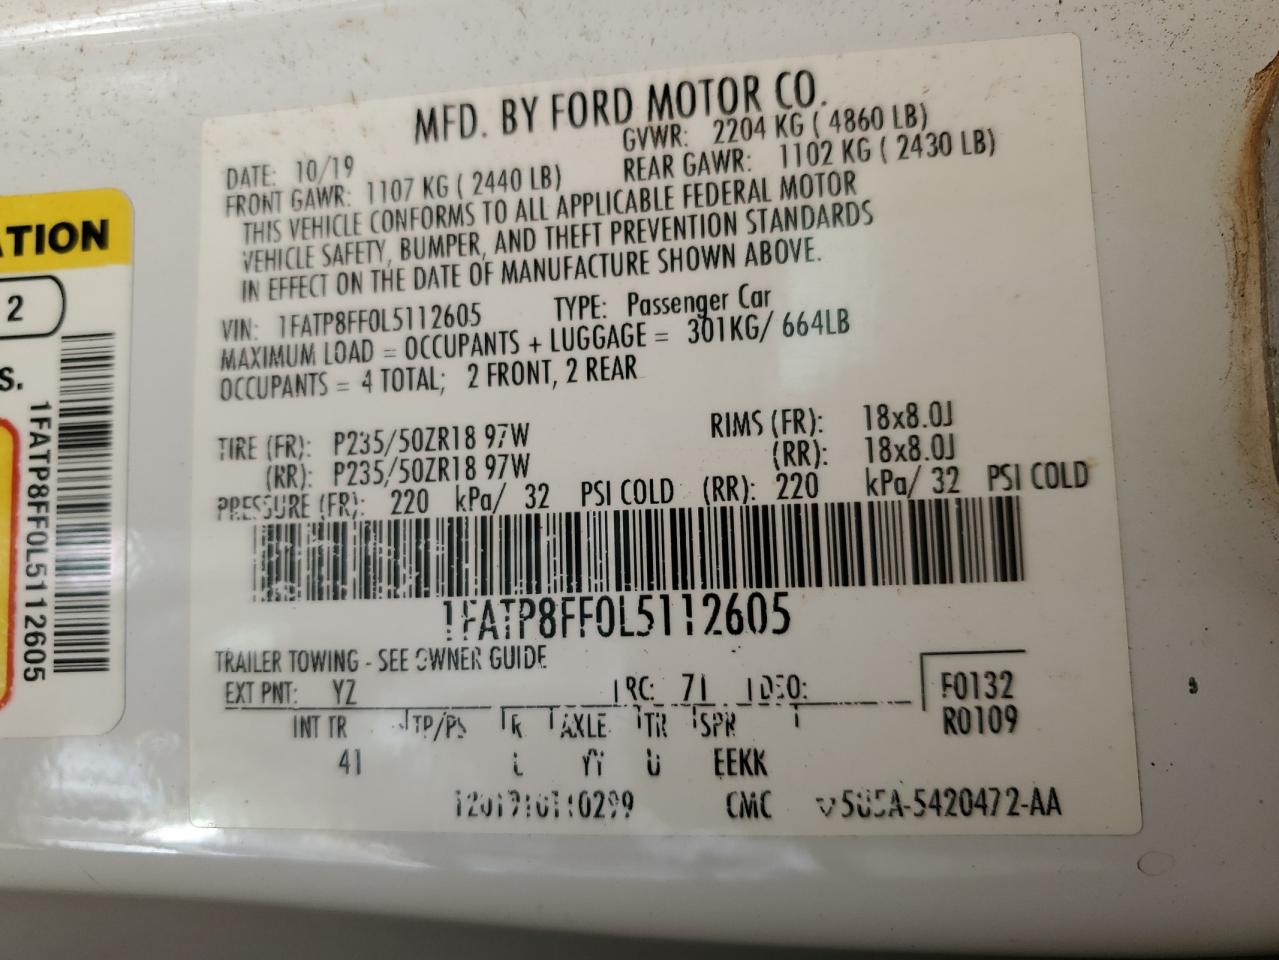 MFD. BY FORD MOTOR CO.
DATE: 10/19 GVWR: 2204 KG ( 4860 LB)
FRONT GAWR: 1107 KG ( 2440 LB) REAR GAWR: 1102 KG ( 2430 LB)
THIS VEHICLE CONFORMS TO ALL APPLICABLE FEDERAL MOTOR
VEHICLE SAFETY, BUMPER, AND THEFT PREVENTION STANDARDS
IN EFFECT ON THE DATE OF MANUFACTURE SHOWN ABOVE.
VIN: 1FATP8FF0L5112605 TYPE: Passenger Car
MAXIMUM LOAD = OCCUPANTS + LUGGAGE = 301KG/ 664LB
OCCUPANTS = 4 TOTAL; 2 FRONT, 2 REAR
TIRE (FR): P235/50ZR18 97W RIMS (FR): 18x8.0J
(RR): P235/50ZR18 97W (RR): 18x8.0J
PRESSURE (FR): 220 kPa/ 32 PSI COLD (RR): 220 kPa/ 32 PSI COLD
1FATP8FF0L5112605
TRAILER TOWING - SEE OWNER GUIDE
EXT PNT: YZ RC: 71 DSO: F0132
INT TR TP/PS R AXLE TR SPR R0109
41 EEKK
CMC
ATION
2
S.
1FATP8FF0L5112605